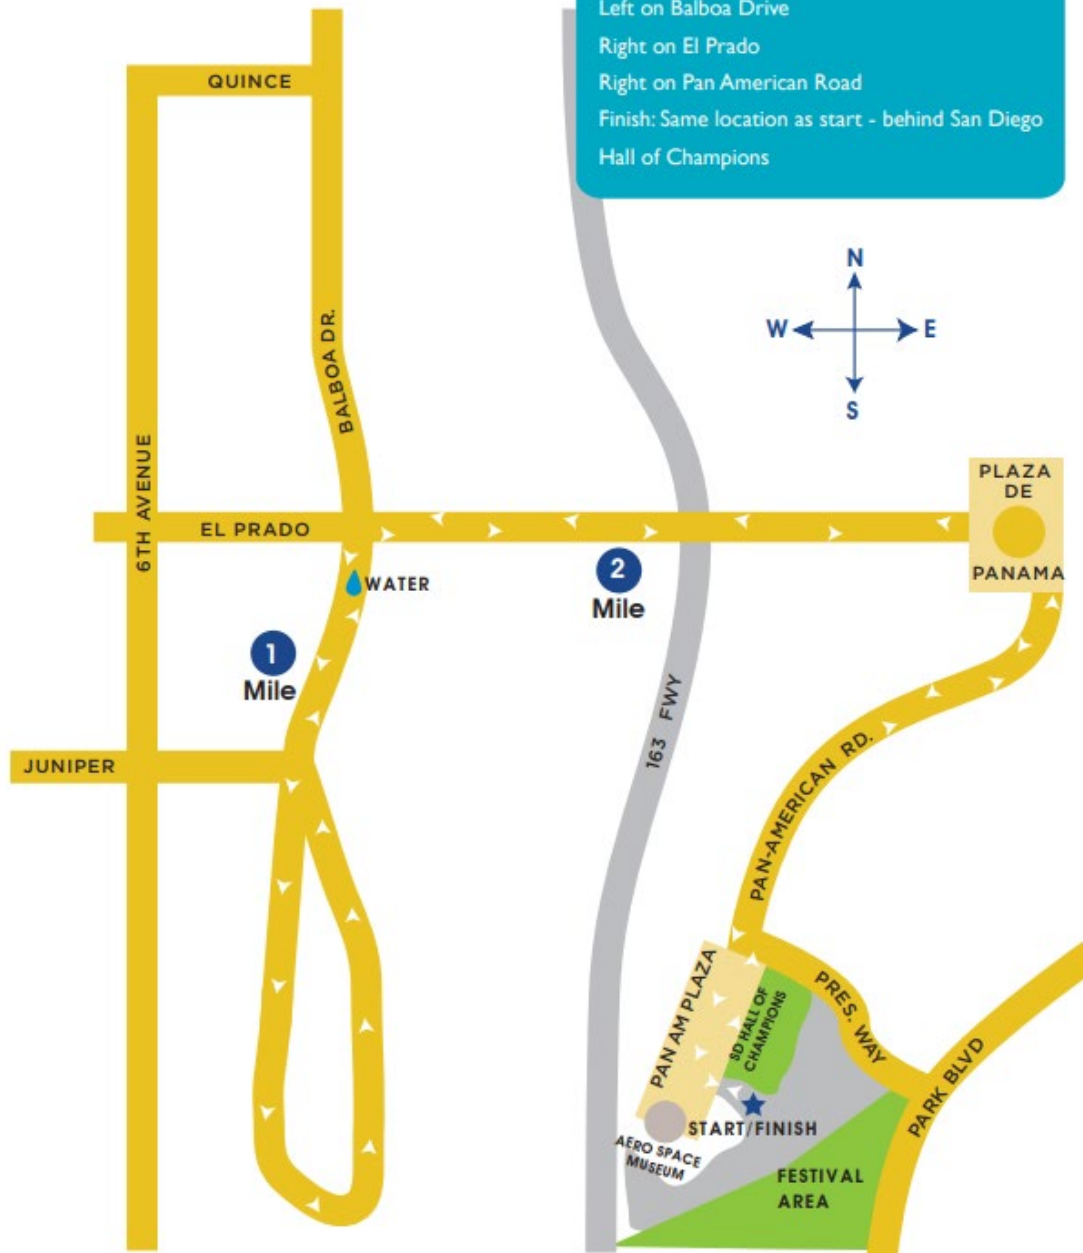 Left on Balboa Drive
Right on El Prado
Right on Pan American Road
Finish: Same location as start - behind San Diego
Hall of Champions
QUINCE
N
W
E
S
BALBOA DR.
6TH AVENUE
EL PRADO
PLAZA
DE
PANAMA
WATER
2
Mile
1
Mile
163 FWY
JUNIPER
PAN-AMERICAN RD.
PAN AM PLAZA
SD HALL OF
CHAMPIONS
PRES. WAY
PARK BLVD
START/FINISH
AERO SPACE
MUSEUM
FESTIVAL
AREA